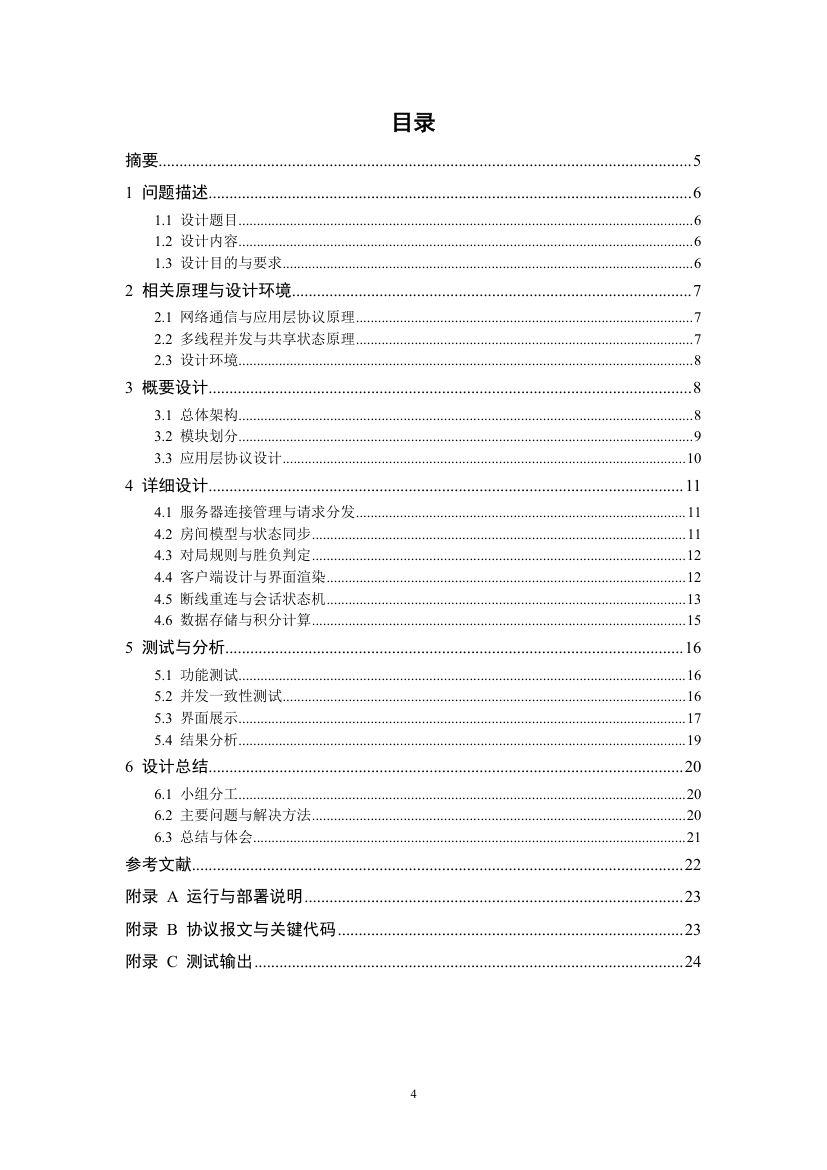 目录
摘要........................................5
1 问题描述........................................6
1.1 设计题目........................................6
1.2 设计内容........................................6
1.3 设计目的与要求........................................6
2 相关原理与设计环境........................................7
2.1 网络通信与应用层协议原理........................................7
2.2 多线程并发与共享状态原理........................................7
2.3 设计环境........................................8
3 概要设计........................................8
3.1 总体架构........................................8
3.2 模块划分........................................9
3.3 应用层协议设计........................................10
4 详细设计........................................11
4.1 服务器连接管理与请求分发........................................11
4.2 房间模型与状态同步........................................11
4.3 对局规则与胜负判定........................................12
4.4 客户端设计与界面渲染........................................12
4.5 断线重连与会话状态机........................................13
4.6 数据存储与积分计算........................................15
5 测试与分析........................................16
5.1 功能测试........................................16
5.2 并发一致性测试........................................16
5.3 界面展示........................................17
5.4 结果分析........................................19
6 设计总结........................................20
6.1 小组分工........................................20
6.2 主要问题与解决方法........................................20
6.3 总结与体会........................................21
参考文献........................................22
附录 A 运行与部署说明........................................23
附录 B 协议报文与关键代码........................................23
附录 C 测试输出........................................24
4